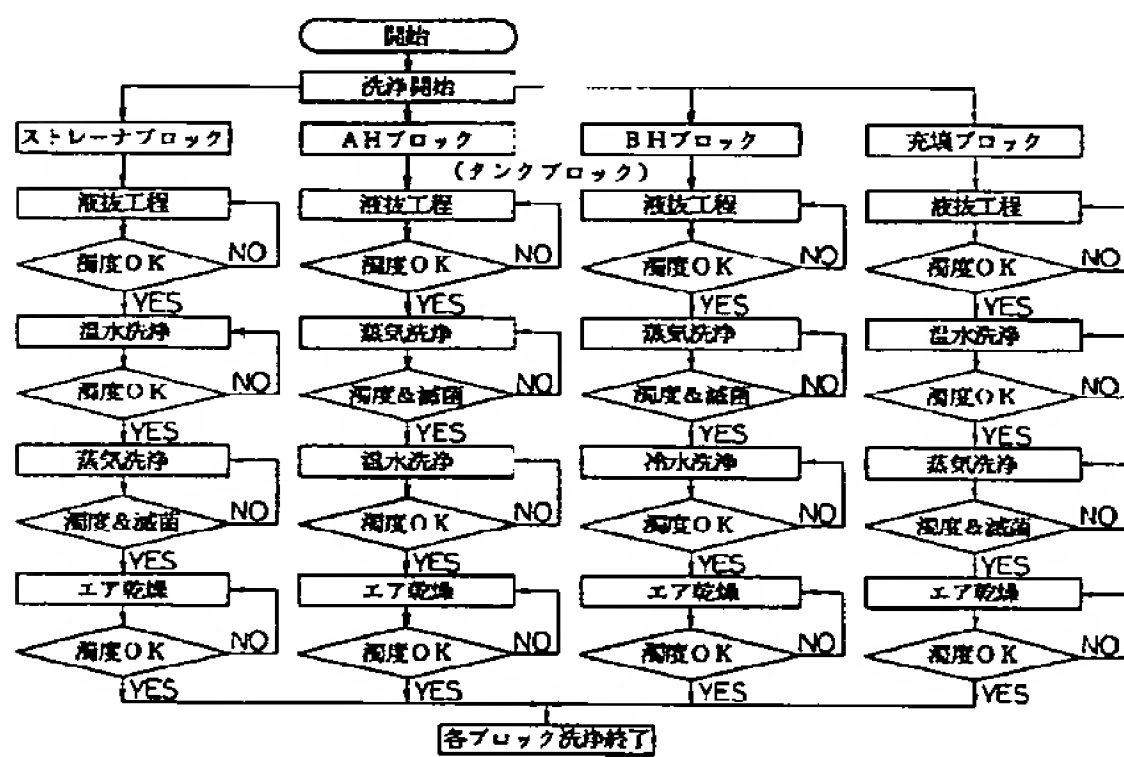 開始
洗浄開始
ストレーナブロック AHブロック BHブロック 充填ブロック
(タンクブロック)
液抜工程 液抜工程 液抜工程 液抜工程
濁度OK NO 濁度OK NO 濁度OK NO 濁度OK NO
YES YES YES YES
温水洗浄 蒸気洗浄 蒸気洗浄 温水洗浄
濁度OK NO 濁度&滅菌 NO 濁度&滅菌 NO 濁度OK NO
YES YES YES YES
蒸気洗浄 温水洗浄 冷水洗浄 蒸気洗浄
濁度&滅菌 NO 濁度OK NO 濁度OK NO 濁度&滅菌 NO
YES YES YES YES
エア乾燥 エア乾燥 エア乾燥 エア乾燥
濁度OK NO 濁度OK NO 濁度OK NO 濁度OK NO
YES YES YES YES
各ブロック洗浄終了